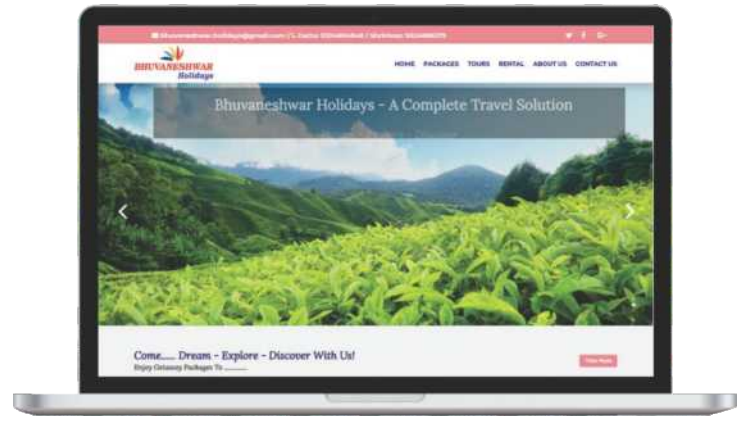 HOME PACKAGES TOURS RENTAL ABOUT US CONTACT US
BHUVANESHWAR
Holidays
Bhuvaneshwar Holidays - A Complete Travel Solution
Come...... Dream - Explore - Discover With Us!
Enjoy Getaway Packages To ............